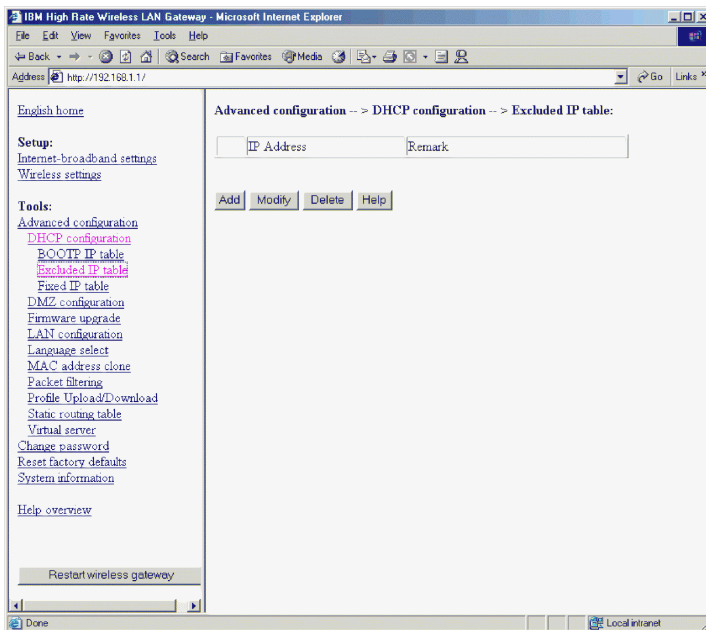 IBM High Rate Wireless LAN Gateway - Microsoft Internet Explorer
File Edit View Favorites Tools Help
Back Search Favorites Media
Address http://192.168.1.1/ Go Links »
English home
Setup:
Internet-broadband settings
Wireless settings
Tools:
Advanced configuration
DHCP configuration
BOOTP IP table
Excluded IP table
Fixed IP table
DMZ configuration
Firmware upgrade
LAN configuration
Language select
MAC address clone
Packet filtering
Profile Upload/Download
Static routing table
Virtual server
Change password
Reset factory defaults
System information
Help overview
Restart wireless gateway
Advanced configuration -- > DHCP configuration -- > Excluded IP table:
IP Address Remark
Add Modify Delete Help
Done Local intranet